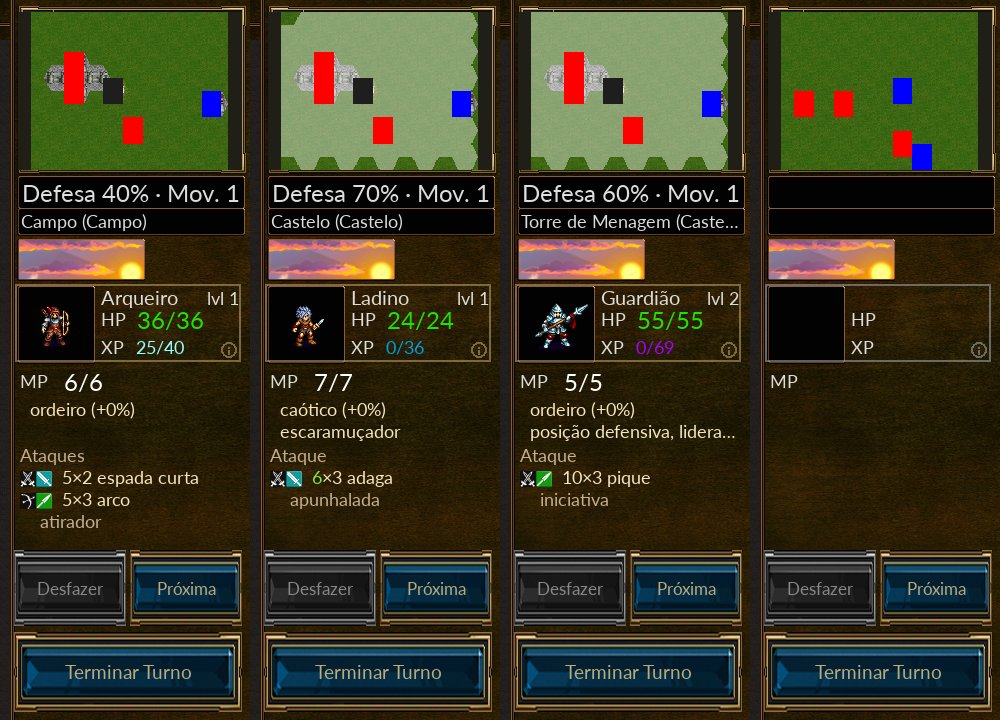 Defesa 40% · Mov. 1
Campo (Campo)
Arqueiro lvl 1
HP 36/36
XP 25/40
MP 6/6
ordeiro (+0%)
Ataques
5×2 espada curta
5×3 arco
atirador
Desfazer Próxima
Terminar Turno
Defesa 70% · Mov. 1
Castelo (Castelo)
Ladino lvl 1
HP 24/24
XP 0/36
MP 7/7
caótico (+0%)
escaramuçador
Ataque
6×3 adaga
apunhalada
Desfazer Próxima
Terminar Turno
Defesa 60% · Mov. 1
Torre de Menagem (Caste...
Guardião lvl 2
HP 55/55
XP 0/69
MP 5/5
ordeiro (+0%)
posição defensiva, lidera...
Ataque
10×3 pique
iniciativa
Desfazer Próxima
Terminar Turno
HP
XP
MP
Desfazer Próxima
Terminar Turno